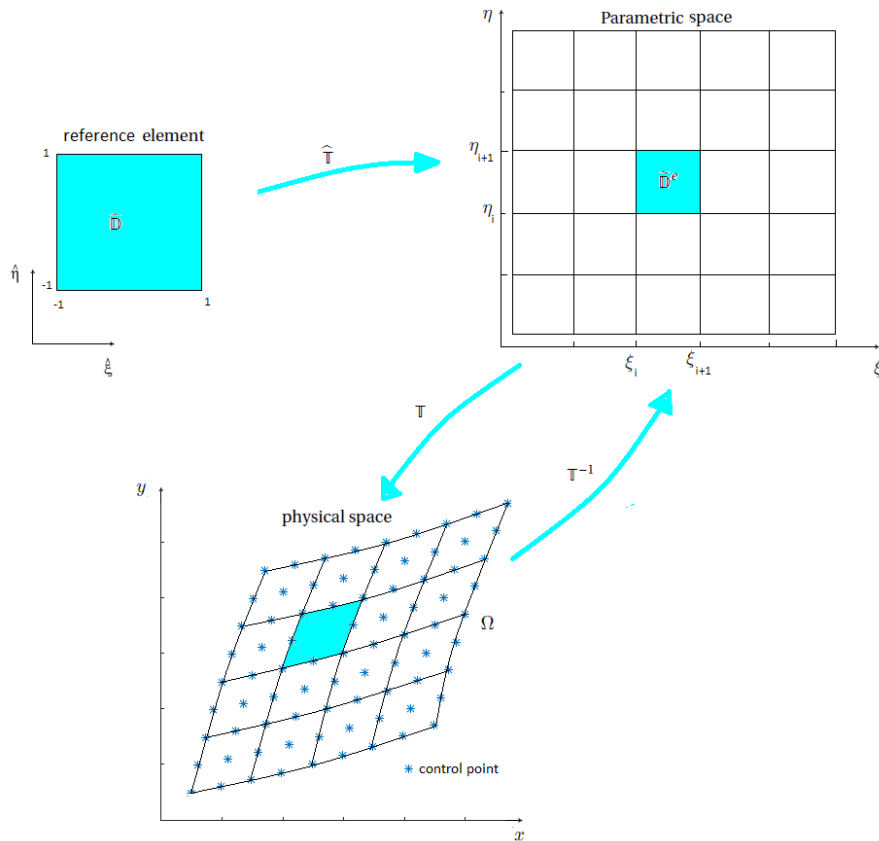 η
Parametric space
reference element
1
𝕋̂
η_{i+1}
𝔻̂
𝔻̃^e
η_i
η̂
-1
-1
1
ξ̂
ξ_i
ξ_{i+1}
ξ
𝕋
𝕋^{-1}
y
physical space
Ω
control point
x